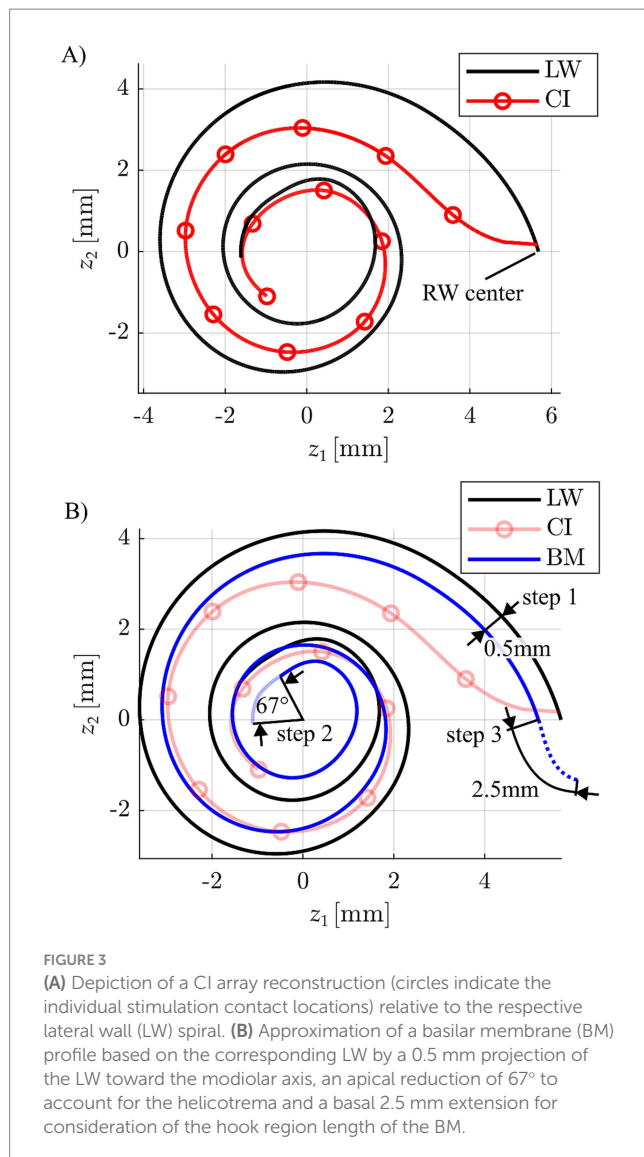 A)
LW
CI
4
2
0
-2
z₂ [mm]
RW center
-4 -2 0 2 4 6
z₁ [mm]
B)
LW
CI
BM
4
2
0
-2
z₂ [mm]
step 1
0.5mm
67°
step 2
step 3
2.5mm
-2 0 2 4
z₁ [mm]
FIGURE 3
(A) Depiction of a CI array reconstruction (circles indicate the
individual stimulation contact locations) relative to the respective
lateral wall (LW) spiral. (B) Approximation of a basilar membrane (BM)
profile based on the corresponding LW by a 0.5 mm projection of
the LW toward the modiolar axis, an apical reduction of 67° to
account for the helicotrema and a basal 2.5 mm extension for
consideration of the hook region length of the BM.